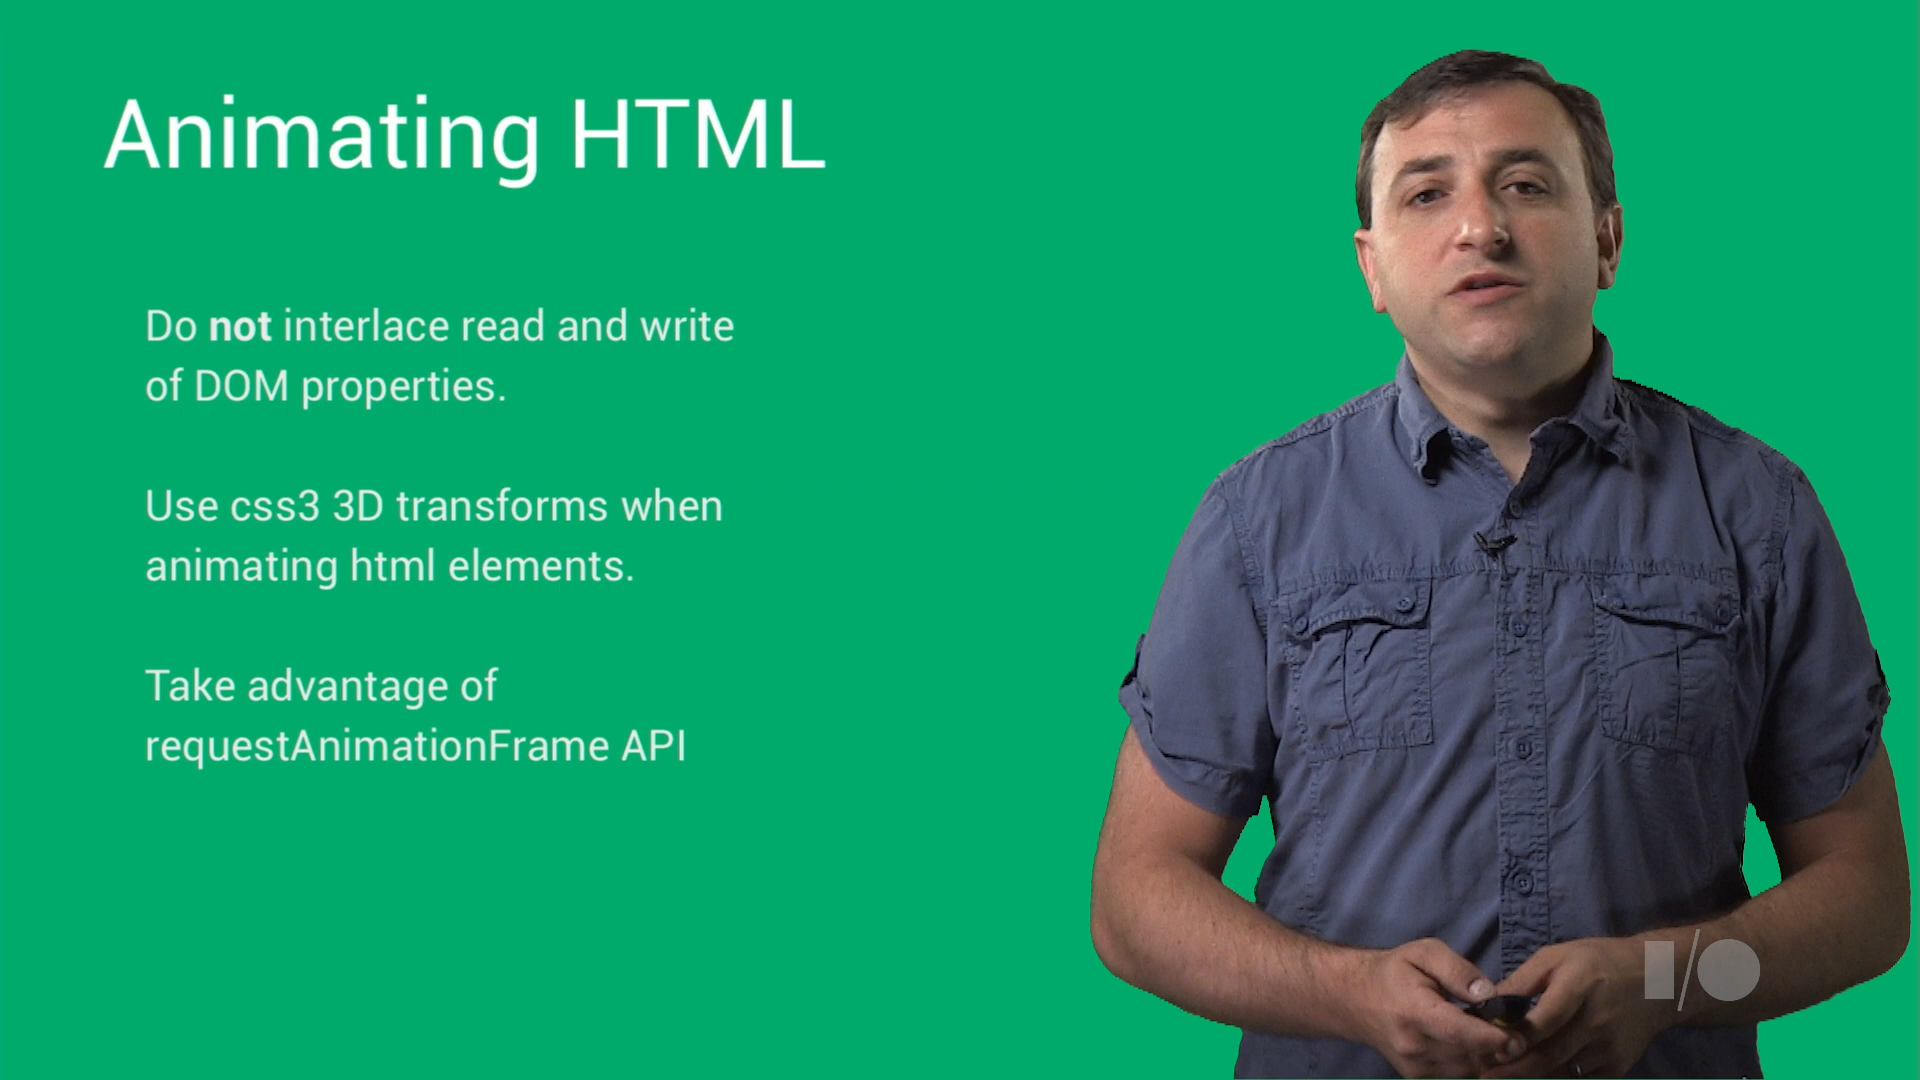 Animating HTML
Do not interlace read and write
of DOM properties.
Use css3 3D transforms when
animating html elements.
Take advantage of
requestAnimationFrame API
I/O